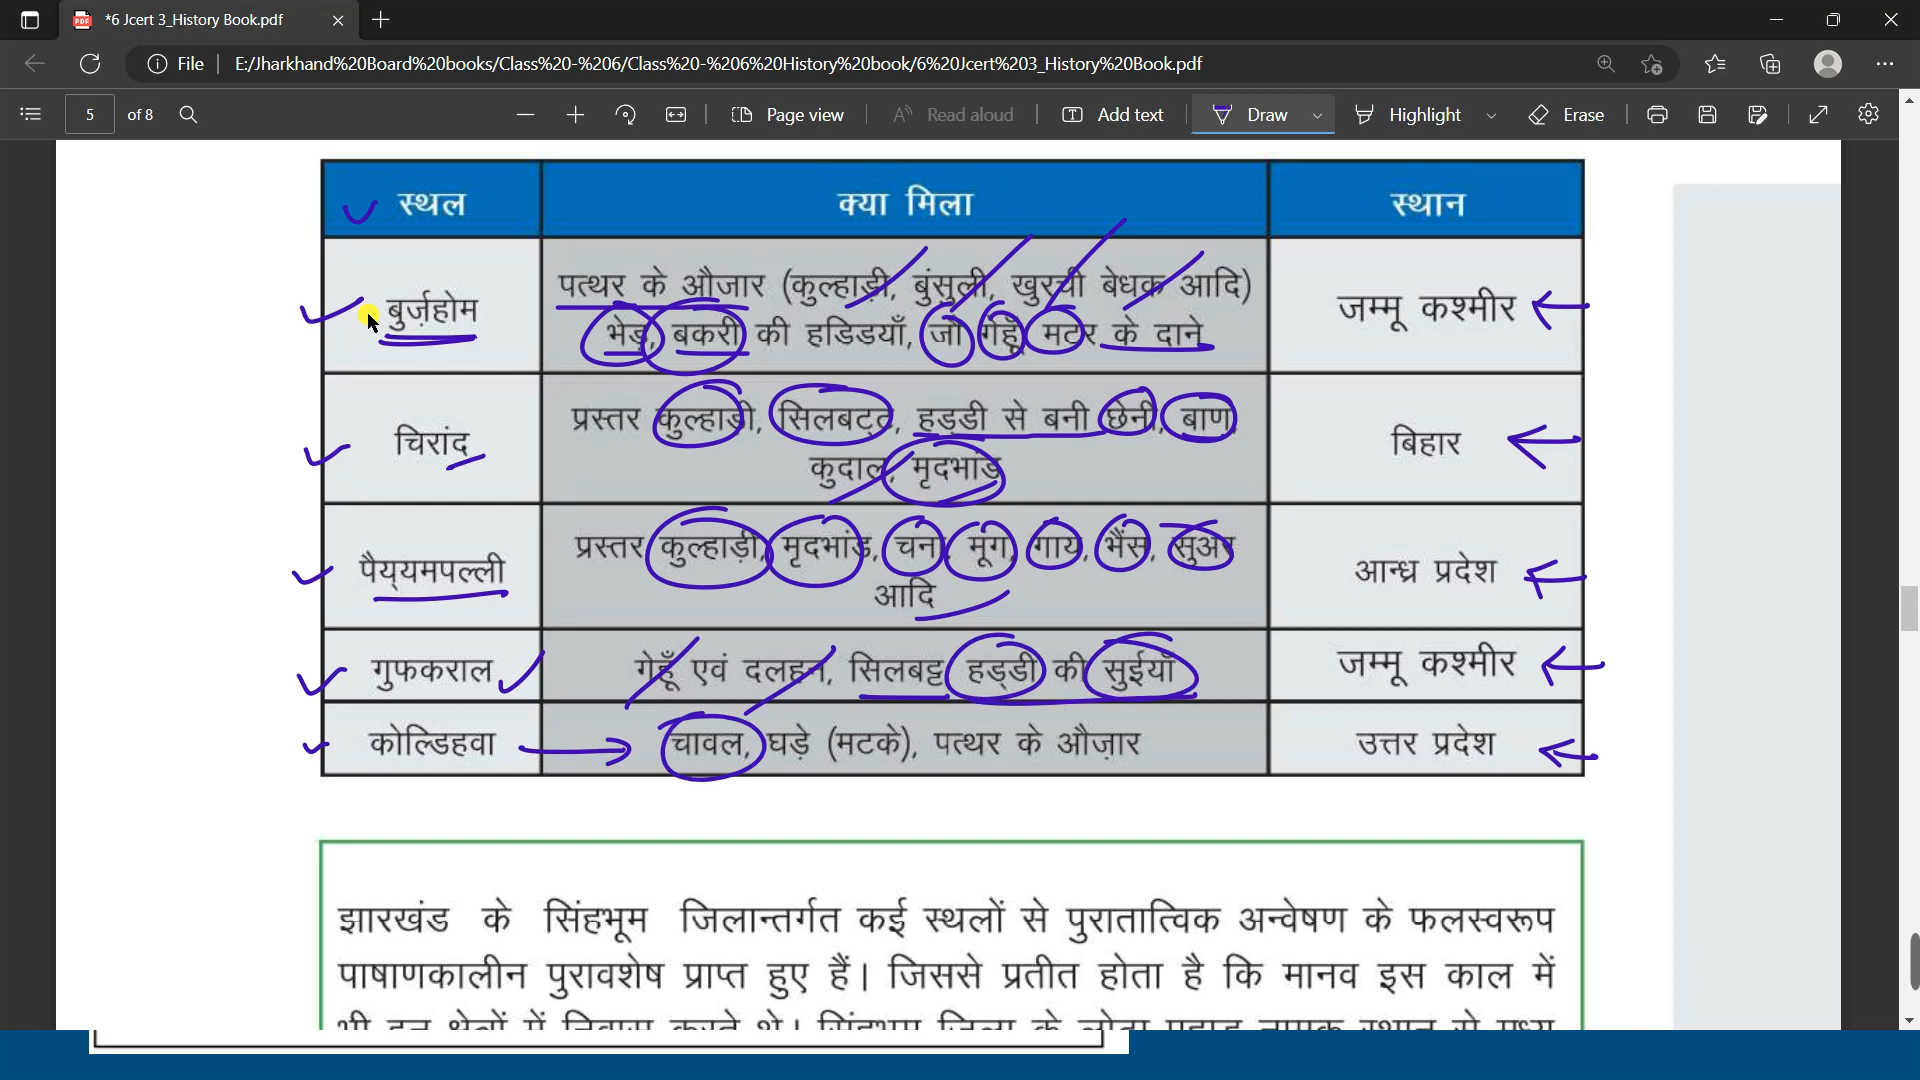 *6 Jcert 3_History Book.pdf
File
E:/Jharkhand%20Board%20books/Class%20-%206/Class%20-%206%20History%20book/6%20Jcert%203_History%20Book.pdf
5 of 8
Page view
Read aloud
Add text
Draw
Highlight
Erase
स्थल क्या मिला स्थान
बुर्ज़होम
पत्थर के औजार (कुल्हाड़ी, बुंसुली, खुरची बेधक आदि)
भेड़, बकरी की हडिडयाँ, जौ गेहूँ मटर के दाने
जम्मू कश्मीर
चिरांद
प्रस्तर कुल्हाड़ी, सिलबट्ट, हड्डी से बनी छेनी, बाण,
कुदाल, मृदभांड
बिहार
पैय्यमपल्ली
प्रस्तर कुल्हाड़ी, मृदभांड, चना, मूंग, गाय, भैंस, सुअर
आदि
आन्ध्र प्रदेश
गुफकराल गेहूँ एवं दलहन, सिलबट्ट हड्डी की सुईयाँ जम्मू कश्मीर
कोल्डिहवा चावल, घड़े (मटके), पत्थर के औज़ार उत्तर प्रदेश
झारखंड के सिंहभूम जिलान्तर्गत कई स्थलों से पुरातात्विक अन्वेषण के फलस्वरूप
पाषाणकालीन पुरावशेष प्राप्त हुए हैं। जिससे प्रतीत होता है कि मानव इस काल में